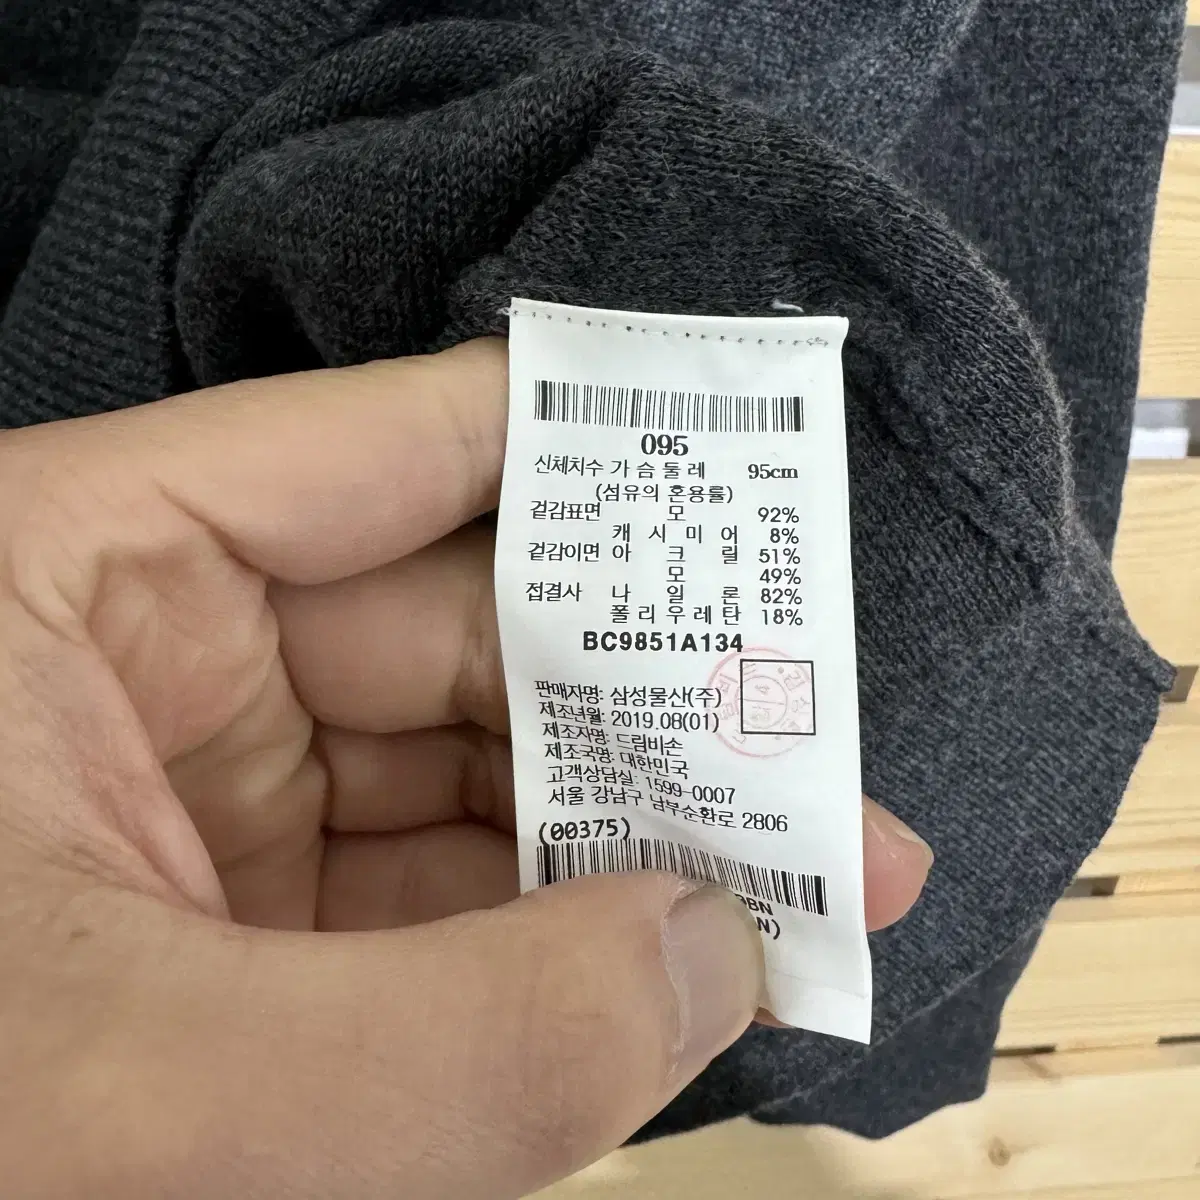 095
신체치수 가 슴 둘 레 95cm
(섬유의 혼용률)
겉감표면 모 92%
캐 시 미 어 8%
겉감이면 아 크 릴 51%
모 49%
접결사 나 일 론 82%
폴 리 우 레 탄 18%
BC9851A134
판매자명: 삼성물산(주)
제조년월: 2019.08(01)
제조자명: 드림비손
제조국명: 대한민국
고객상담실: 1599-0007
서울 강남구 남부순환로 2806
(00375)